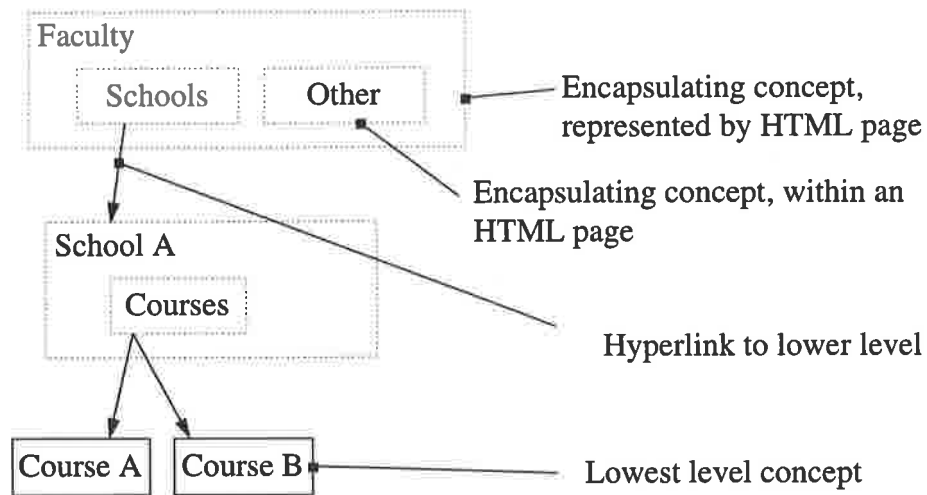 Faculty
Schools
Other
Encapsulating concept,
represented by HTML page
Encapsulating concept, within an
HTML page
School A
Courses
Hyperlink to lower level
Course A
Course B
Lowest level concept